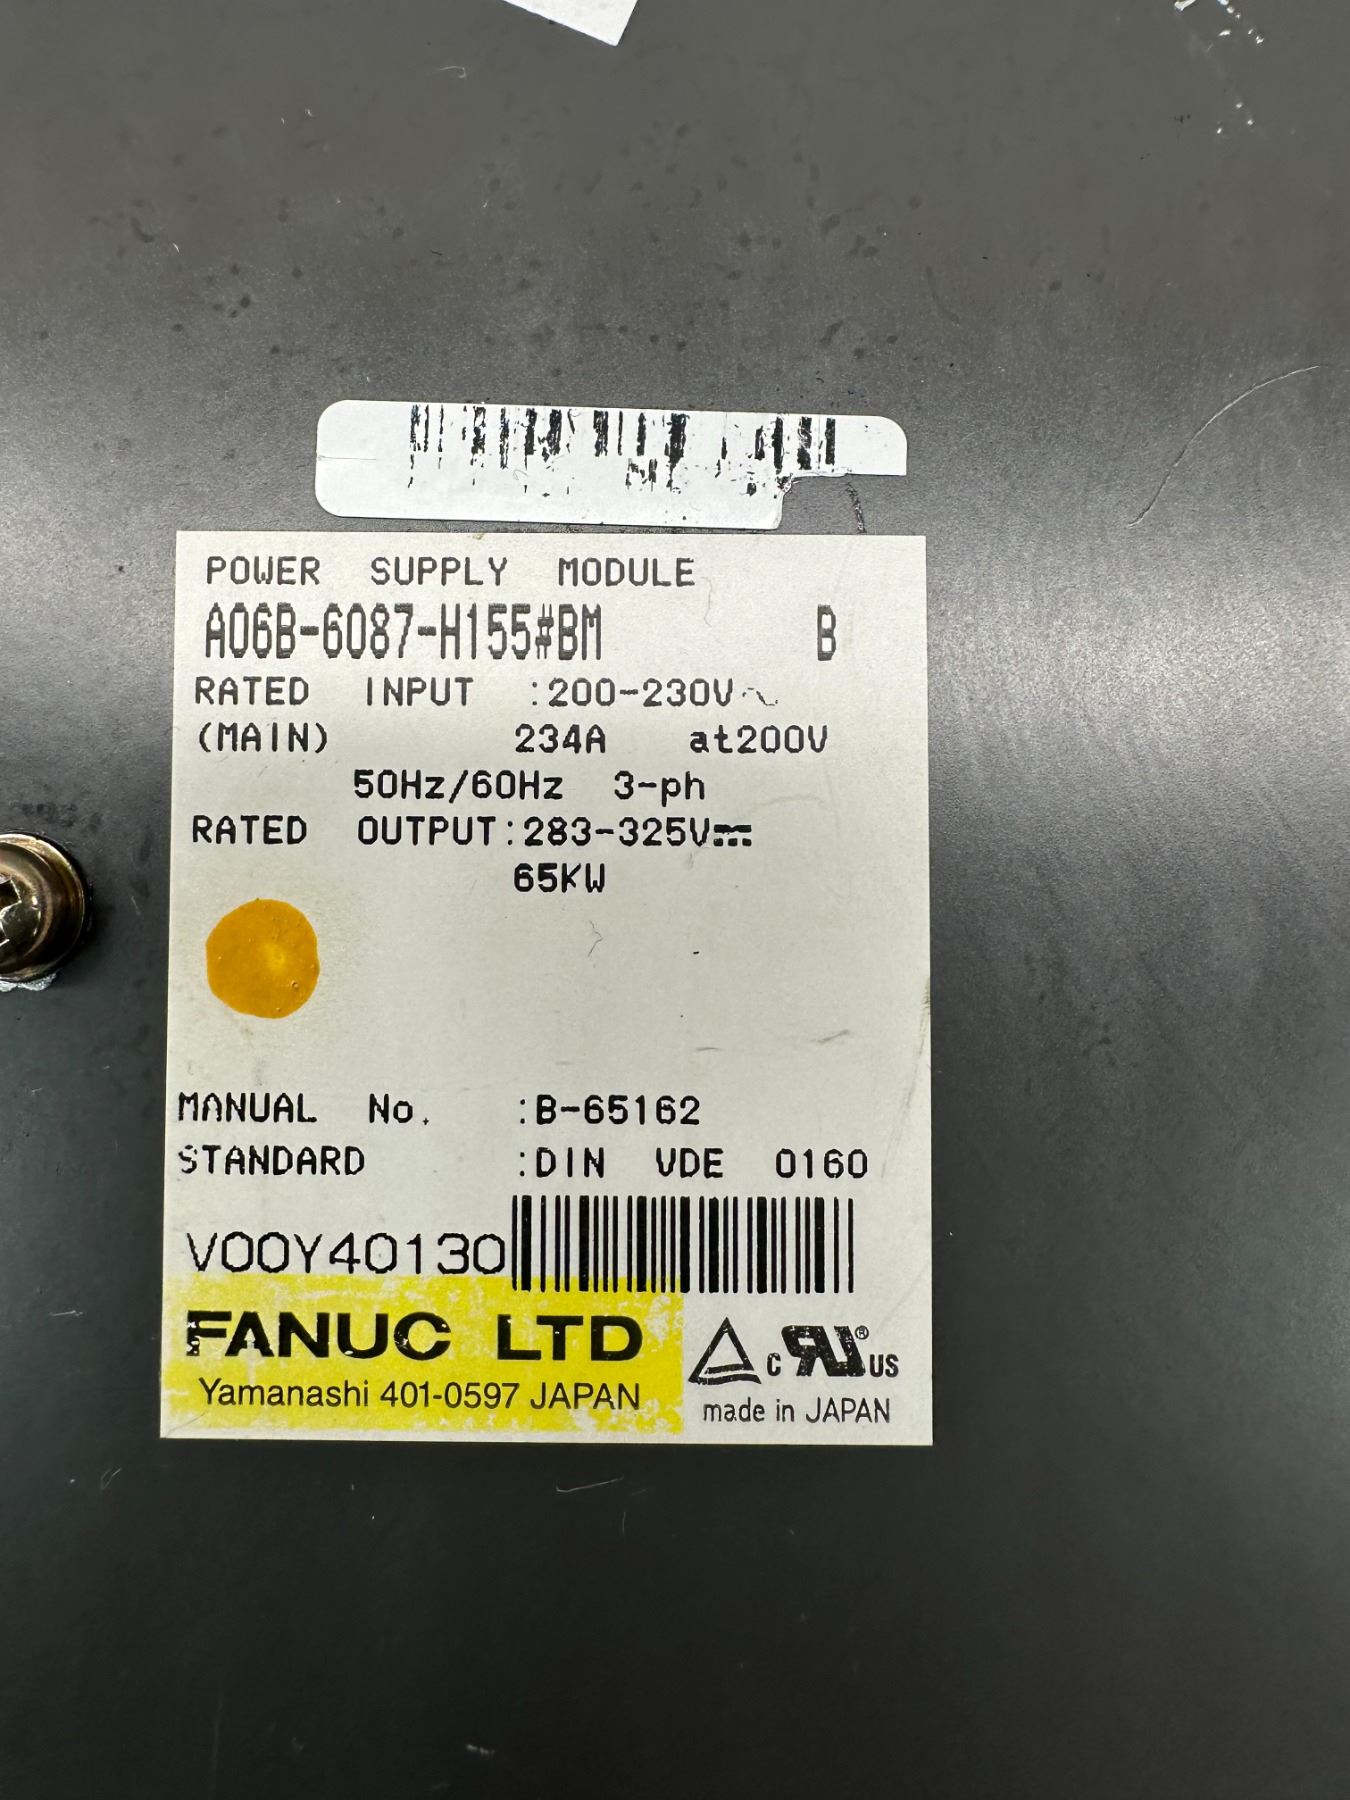 POWER SUPPLY MODULE
A06B-6087-H155#BM B
RATED INPUT :200-230V~
(MAIN) 234A at200V
50Hz/60Hz 3-ph
RATED OUTPUT:283-325V⎓
65KW
MANUAL No. :B-65162
STANDARD :DIN VDE 0160
V00Y40130
FANUC LTD
Yamanashi 401-0597 JAPAN
c RU® US
made in JAPAN